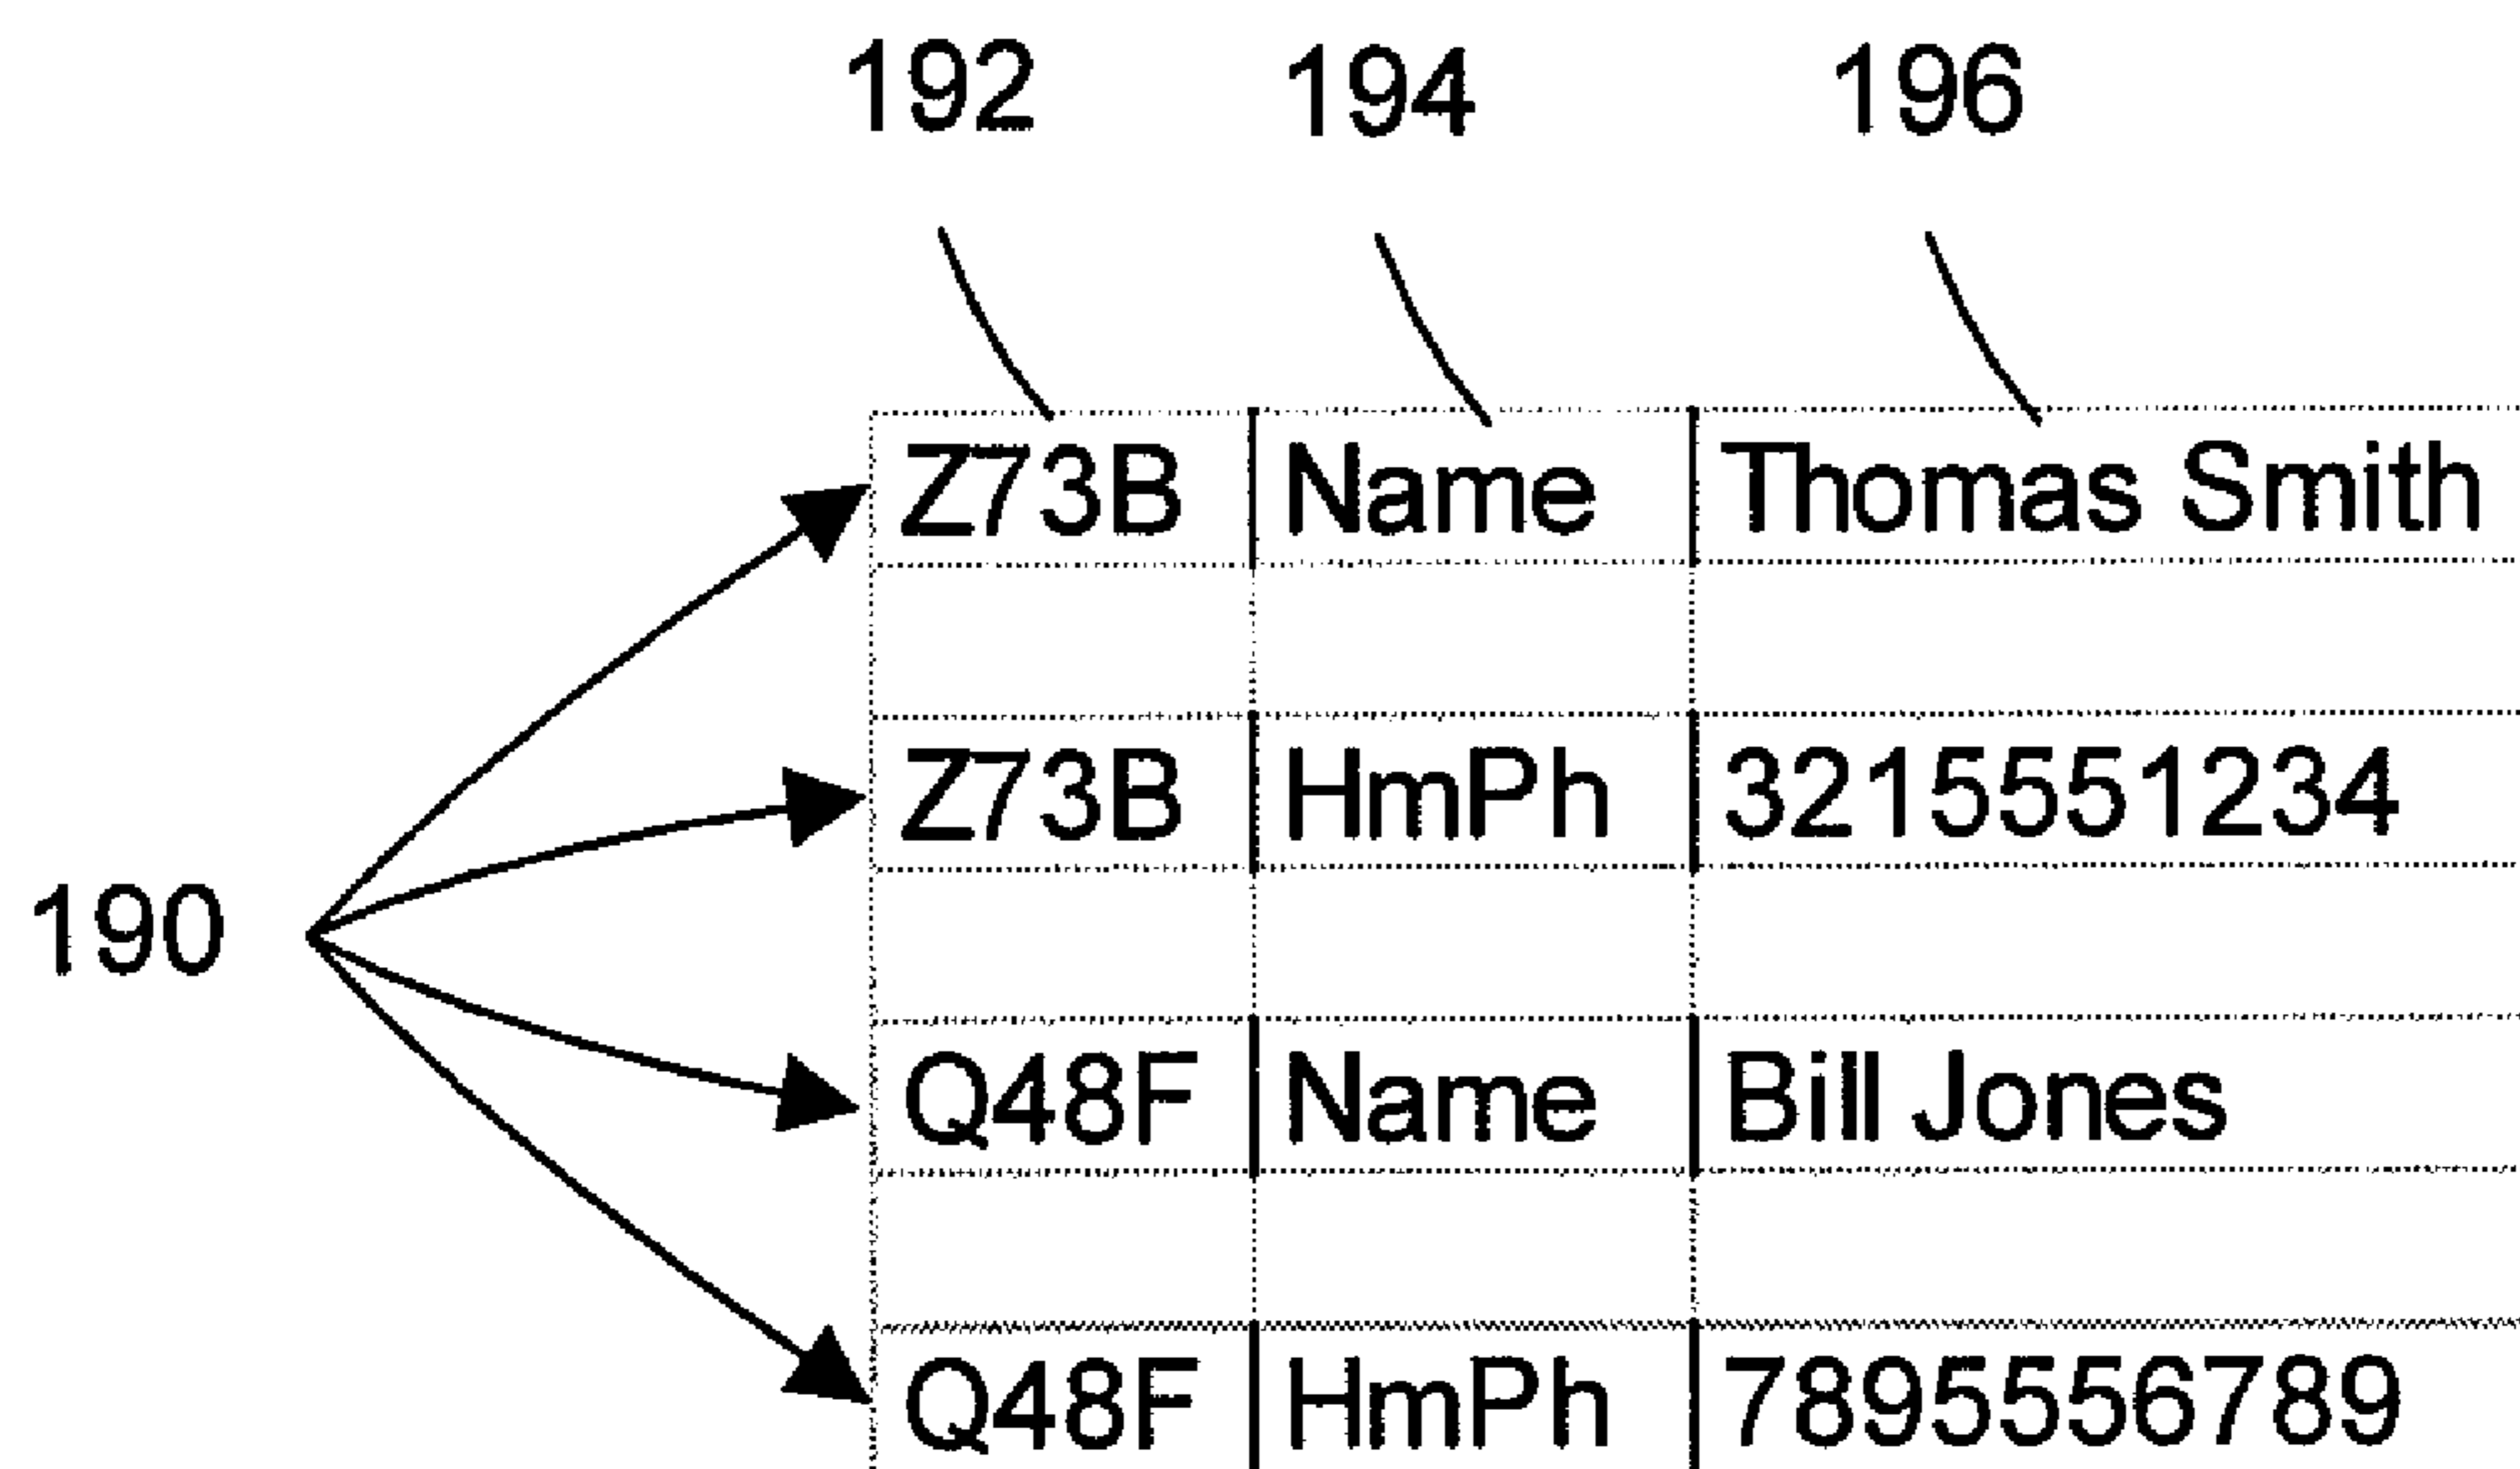 192 194 196
Z73B Name Thomas Smith
Z73B HmPh 3215551234
190
Q48F Name Bill Jones
Q48F HmPh 7895556789